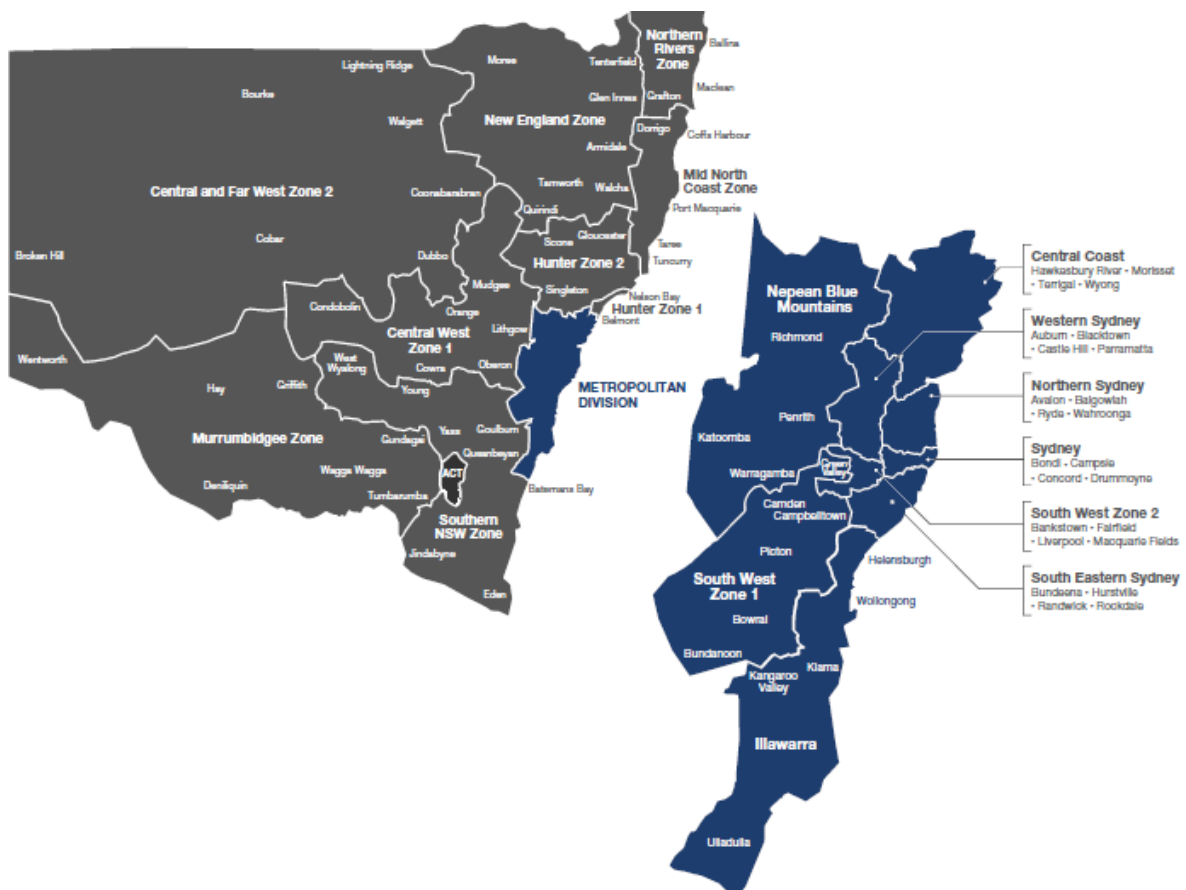 Northern
Rivers
Zone
Ballina
Lightning Ridge
Moree
Tenterfield
Bourke
Glen Innes
Grafton
Maclean
Walgett
New England Zone
Dorrigo
Coffs Harbour
Armidale
Central and Far West Zone 2
Coonabarabran
Tamworth
Walcha
Mid North
Coast Zone
Quirindi
Port Macquarie
Cobar
Scone
Gloucester
Broken Hill
Dubbo
Hunter Zone 2
Taree
Tuncurry
Mudgee
Singleton
Nelson Bay
Hunter Zone 1
Belmont
Condobolin
Orange
Central West
Zone 1
Lithgow
Wentworth
West
Wyalong
Cowra
Oberon
Hay
Griffith
Young
METROPOLITAN
DIVISION
Murrumbidgee Zone
Gundagai
Yass
Goulburn
Queanbeyan
Wagga Wagga
ACT
Deniliquin
Tumbarumba
Batemans Bay
Southern
NSW Zone
Jindabyne
Eden
Nepean Blue
Mountains
Richmond
Penrith
Katoomba
Warragamba
Green
Valley
Camden
Campbelltown
Picton
Helensburgh
South West
Zone 1
Wollongong
Bowral
Bundanoon
Kiama
Kangaroo
Valley
Illawarra
Ulladulla
Central Coast
Hawkesbury River • Morisset
• Terrigal • Wyong
Western Sydney
Auburn • Blacktown
• Castle Hill • Parramatta
Northern Sydney
Avalon • Balgowlah
• Ryde • Wahroonga
Sydney
Bondi • Campsie
• Concord • Drummoyne
South West Zone 2
Bankstown • Fairfield
• Liverpool • Macquarie Fields
South Eastern Sydney
Bundeena • Hurstville
• Randwick • Rockdale